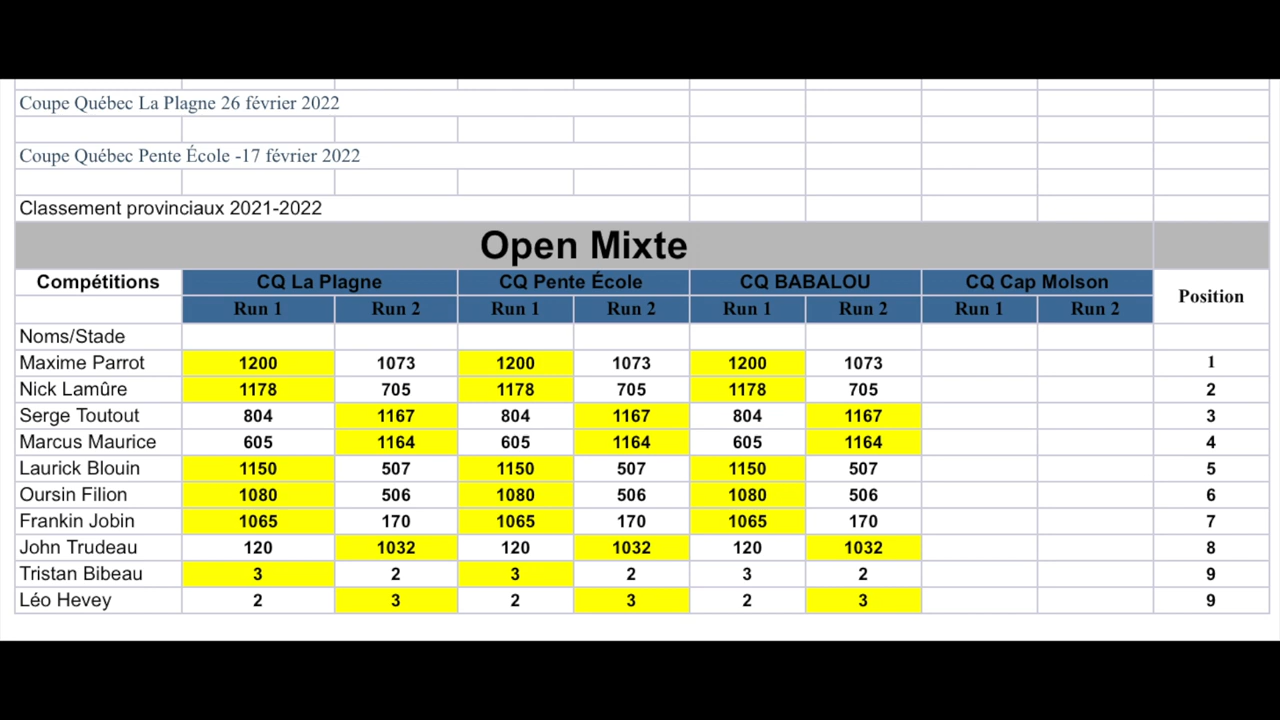 Coupe Québec La Plagne 26 février 2022
Coupe Québec Pente École -17 février 2022
Classement provinciaux 2021-2022
Open Mixte
Compétitions CQ La Plagne CQ Pente École CQ BABALOU CQ Cap Molson Position
Run 1 Run 2 Run 1 Run 2 Run 1 Run 2 Run 1 Run 2
Noms/Stade
Maxime Parrot 1200 1073 1200 1073 1200 1073 1
Nick Lamûre 1178 705 1178 705 1178 705 2
Serge Toutout 804 1167 804 1167 804 1167 3
Marcus Maurice 605 1164 605 1164 605 1164 4
Laurick Blouin 1150 507 1150 507 1150 507 5
Oursin Filion 1080 506 1080 506 1080 506 6
Frankin Jobin 1065 170 1065 170 1065 170 7
John Trudeau 120 1032 120 1032 120 1032 8
Tristan Bibeau 3 2 3 2 3 2 9
Léo Hevey 2 3 2 3 2 3 9